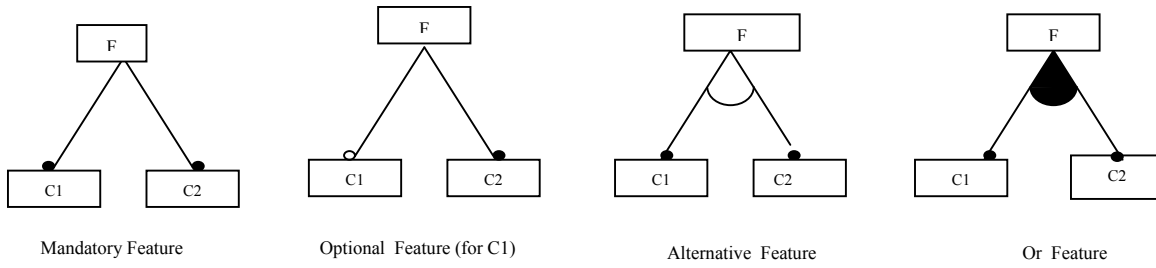 F
C1 C2
Mandatory Feature
F
C1 C2
Optional Feature (for C1)
F
C1 C2
Alternative Feature
F
C1 C2
Or Feature